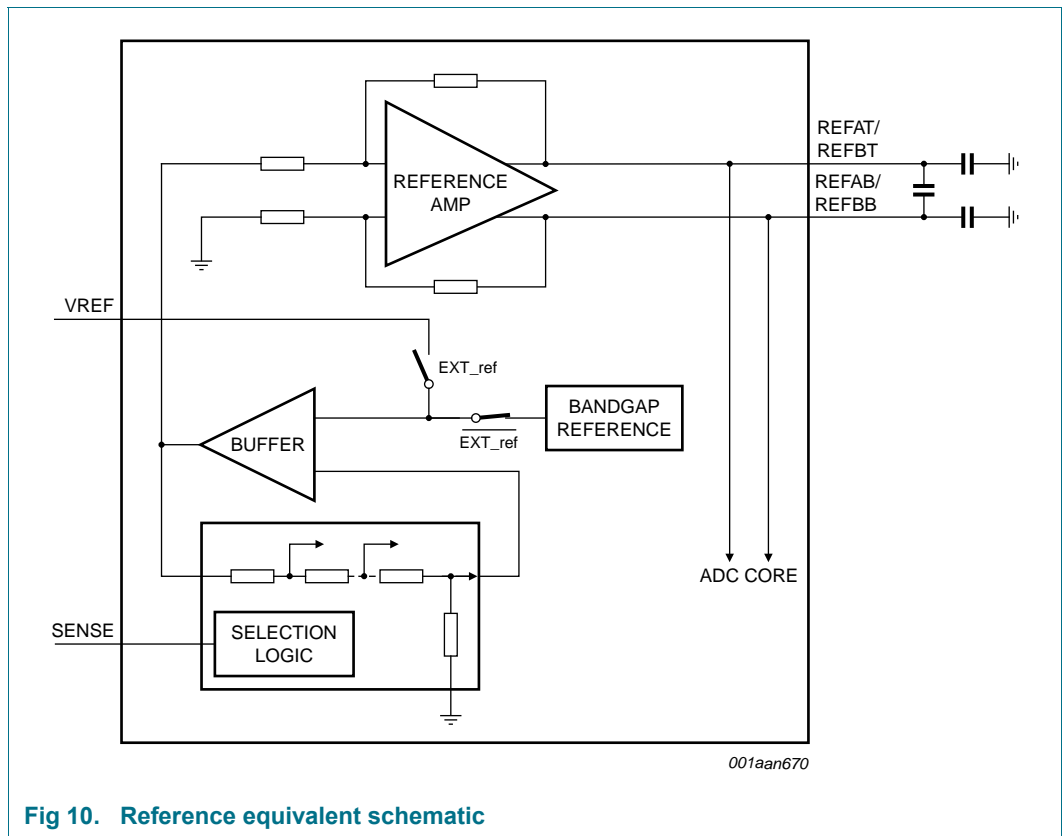 REFAT/
REFBT
REFERENCE
AMP
REFAB/
REFBB
VREF
EXT_ref
BANDGAP
REFERENCE
BUFFER
EXT_ref
ADC CORE
SENSE
SELECTION
LOGIC
001aan670
Fig 10. Reference equivalent schematic